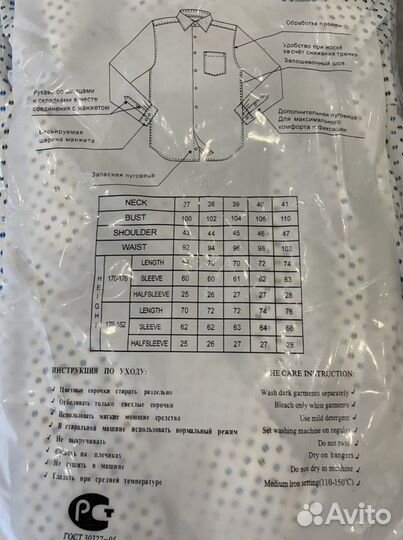 Обработка
Удобство при носке
за счёт снижения трения
Запошивочный шов
Рукава со
и складками в месте
соединения с манжетом
ширина манжета
Дополнительная пуговица
Для максимального
комфорта и фиксации
Запасная пуговица
NECK 37 38 39 40 41
BUST 100 102 104 106 110
SHOULDER 43 44 45 46 47
WAIST 92 94 96 98 102
HEIGHT
170-176
LENGTH 70 70 72 74
SLEEVE 60 60 61 62 63
HALFSLEEVE 25 26 27 27 28
176-182
LENGTH 70 72 72 74 76
SLEEVE 62 62 63 64 66
HALFSLEEVE 25 26 27 27 28
ИНСТРУКЦИЯ ПО УХОДУ:
Цветные сорочки стирать раздельно
Отбеливать только светлые сорочки
Использовать мягкие моющие средства
В стиральной машине использовать нормальный режим
Не выкручивать
на плечиках
Не сушить в машине
Гладить при средней температуре
HE CARE INSTRUCTION:
Wash dark garments separately
Bleach only white garments
Use mild detergent
Set washing machine on regular
Do not twist
Dry on hangers
Do not dry in machine
Medium iron setting(110-150°C)
РСТ
ГОСТ 30327-95
Avito